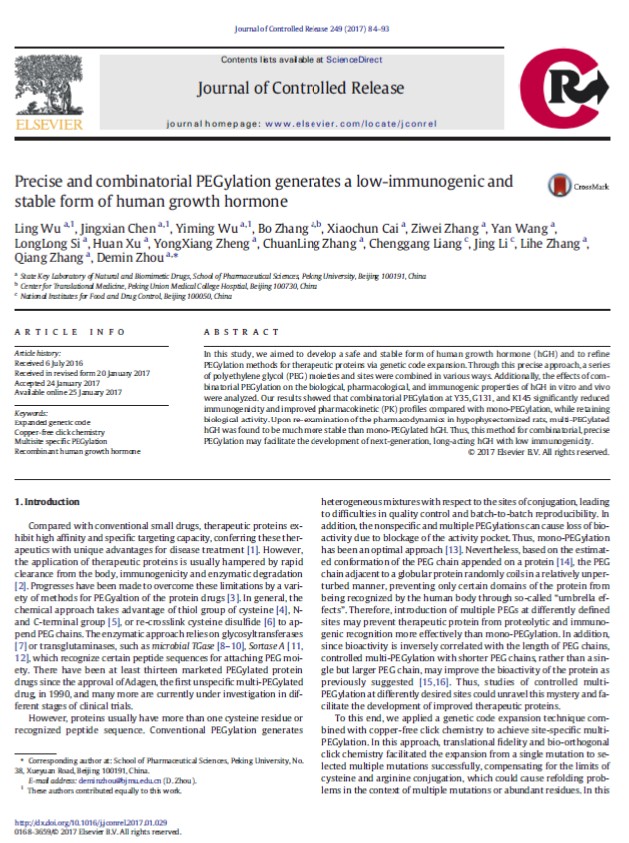 Journal of Controlled Release 249 (2017) 84–93
ELSEVIER
Contents lists available at ScienceDirect
Journal of Controlled Release
journal homepage: www.elsevier.com/locate/jconrel
CR
Precise and combinatorial PEGylation generates a low-immunogenic and
stable form of human growth hormone
CrossMark
Ling Wu a,1, Jingxian Chen a,1, Yiming Wu a,1, Bo Zhang a,b, Xiaochun Cai a, Ziwei Zhang a, Yan Wang a,
LongLong Si a, Huan Xu a, YongXiang Zheng a, ChuanLing Zhang a, Chenggang Liang c, Jing Li c, Lihe Zhang a,
Qiang Zhang a, Demin Zhou a,*
a State Key Laboratory of Natural and Biomimetic Drugs, School of Pharmaceutical Sciences, Peking University, Beijing 100191, China
b Center for Translational Medicine, Peking Union Medical College Hosptial, Beijing 100730, China
c National Institutes for Food and Drug Control, Beijing 100050, China
ARTICLE INFO
Article history:
Received 6 July 2016
Received in revised form 20 January 2017
Accepted 24 January 2017
Available online 25 January 2017
Keywords:
Expanded genetic code
Copper-free click chemistry
Multisite specific PEGylation
Recombinant human growth hormone
ABSTRACT
In this study, we aimed to develop a safe and stable form of human growth hormone (hGH) and to refine
PEGylation methods for therapeutic proteins via genetic code expansion. Through this precise approach, a series
of polyethylene glycol (PEG) moieties and sites were combined in various ways. Additionally, the effects of com-
binatorial PEGylation on the biological, pharmacological, and immunogenic properties of hGH in vitro and vivo
were analyzed. Our results showed that combinatorial PEGylation at Y35, G131, and K145 significantly reduced
immunogenicity and improved pharmacokinetic (PK) profiles compared with mono-PEGylation, while retaining
biological activity. Upon re-examination of the pharmacodynamics in hypophysectomized rats, multi-PEGylated
hGH was found to be much more stable than mono-PEGylated hGH. Thus, this method for combinatorial, precise
PEGylation may facilitate the development of next-generation, long-acting hGH with low immunogenicity.
© 2017 Elsevier B.V. All rights reserved.
1. Introduction
Compared with conventional small drugs, therapeutic proteins ex-
hibit high affinity and specific targeting capacity, conferring these ther-
apeutics with unique advantages for disease treatment [1]. However,
the application of therapeutic proteins is usually hampered by rapid
clearance from the body, immunogenicity and enzymatic degradation
[2]. Progresses have been made to overcome these limitations by a vari-
ety of methods for PEGyaltion of the protein drugs [3]. In general, the
chemical approach takes advantage of thiol group of cysteine [4], N-
and C-terminal group [5], or re-crosslink cysteine disulfide [6] to ap-
pend PEG chains. The enzymatic approach relies on glycosyltransferases
[7] or transglutaminases, such as microbial TGase [8–10], Sortase A [11,
12], which recognize certain peptide sequences for attaching PEG moi-
ety. There have been at least thirteen marketed PEGylated protein
drugs since the approval of Adagen, the first unspecific multi-PEGylated
drug, in 1990, and many more are currently under investigation in dif-
ferent stages of clinical trials.
However, proteins usually have more than one cysteine residue or
recognized peptide sequence. Conventional PEGylation generates
heterogeneous mixtures with respect to the sites of conjugation, leading
to difficulties in quality control and batch-to-batch reproducibility. In
addition, the nonspecific and multiple PEGylations can cause loss of bio-
activity due to blockage of the activity pocket. Thus, mono-PEGylation
has been an optimal approach [13]. Nevertheless, based on the estimat-
ed conformation of the PEG chain appended on a protein [14], the PEG
chain adjacent to a globular protein randomly coils in a relatively unper-
turbed manner, preventing only certain domains of the protein from
being recognized by the human body through so-called "umbrella ef-
fects". Therefore, introduction of multiple PEGs at differently defined
sites may prevent therapeutic protein from proteolytic and immuno-
genic recognition more effectively than mono-PEGylation. In addition,
since bioactivity is inversely correlated with the length of PEG chains,
controlled multi-PEGylation with shorter PEG chains, rather than a sin-
gle but larger PEG chain, may improve the bioactivity of the protein as
previously suggested [15,16]. Thus, studies of controlled multi-
PEGylation at differently desired sites could unravel this mystery and fa-
cilitate the development of improved therapeutic proteins.
To this end, we applied a genetic code expansion technique com-
bined with copper-free click chemistry to achieve site-specific multi-
PEGylation. In this approach, translational fidelity and bio-orthogonal
click chemistry facilitated the expansion from a single mutation to se-
lected multiple mutations successfully, compensating for the limits of
cysteine and arginine conjugation, which could cause refolding prob-
lems in the context of multiple mutations or abundant residues. In this
* Corresponding author at: School of Pharmaceutical Sciences, Peking University, No.
38, Xueyuan Road, Beijing 100191, China.
E-mail address: deminzhou@bjmu.edu.cn (D. Zhou).
1 These authors contributed equally to this work.
http://dx.doi.org/10.1016/j.jconrel.2017.01.029
0168-3659/© 2017 Elsevier B.V. All rights reserved.